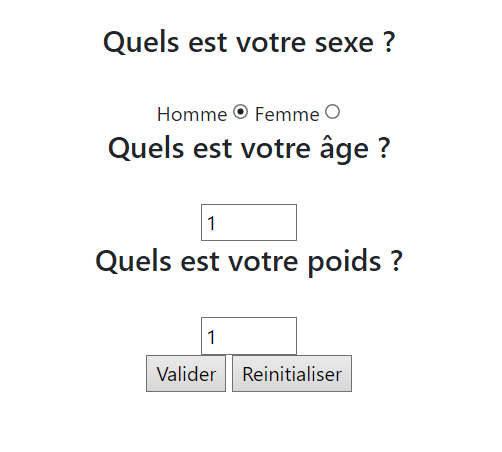 Quels est votre sexe ?
Homme Femme
Quels est votre âge ?
1
Quels est votre poids ?
1
Valider Reinitialiser